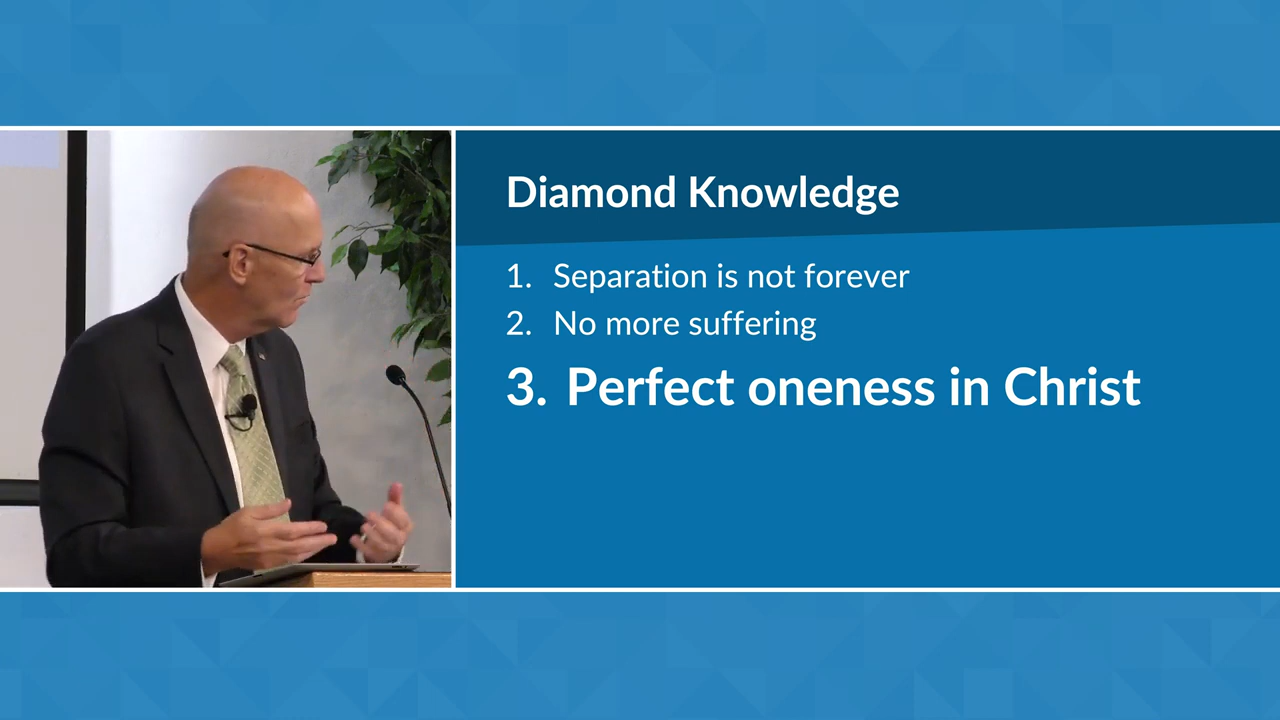 Diamond Knowledge
1. Separation is not forever
2. No more suffering
3. Perfect oneness in Christ